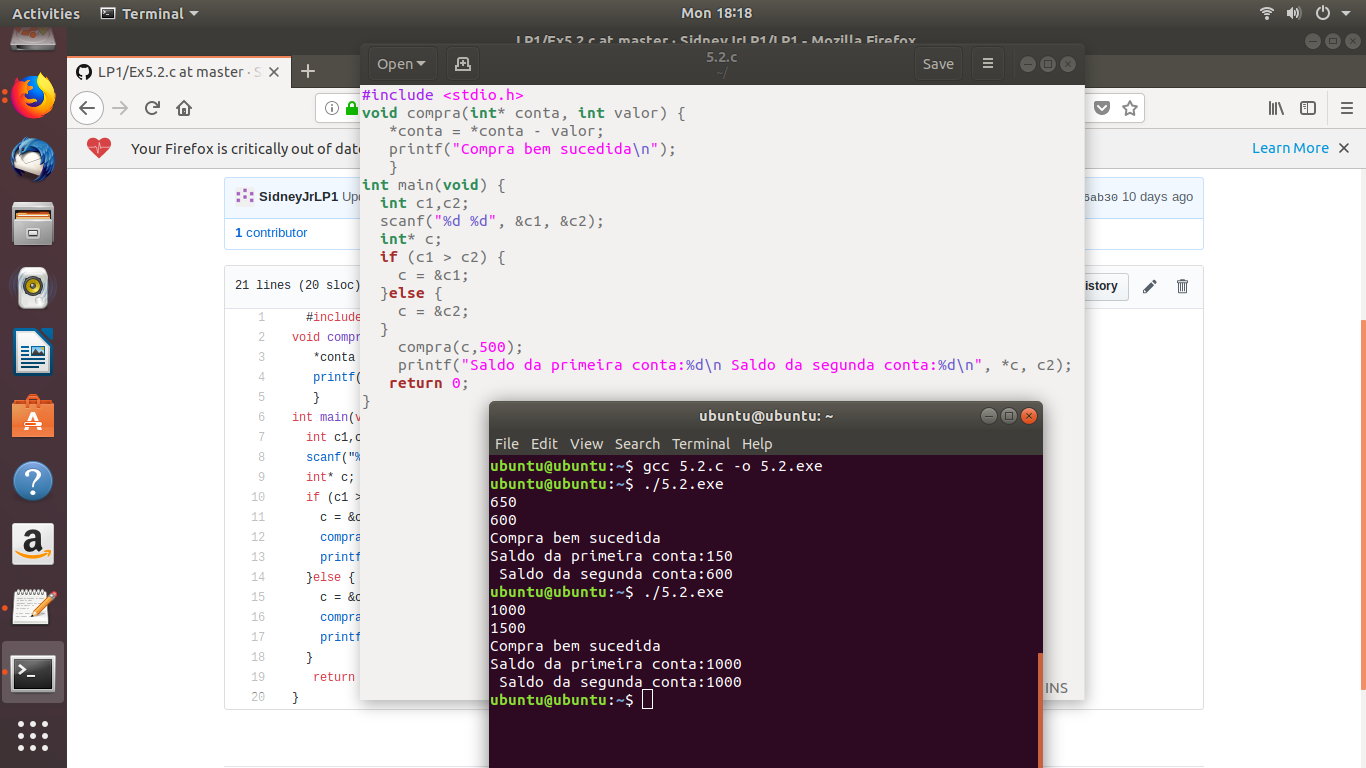 Activities Terminal Mon 18:18
LP1/Ex5.2.c at master · SidneyJrLP1/LP1 - Mozilla Firefox
LP1/Ex5.2.c at master · S
Your Firefox is critically out of dat
Learn More
SidneyJrLP1
6ab30 10 days ago
1 contributor
21 lines (20 sloc)
istory
1 #include
2 void compr
3 *conta
4 printf(
5 }
6 int main(v
7 int c1,c
8 scanf("%
9 int* c;
10 if (c1 >
11 c = &c
12 compra
13 printf
14 }else {
15 c = &c
16 compra
17 printf
18 }
19 return
20 }
Open 5.2.c Save
~/
#include <stdio.h>
void compra(int* conta, int valor) {
*conta = *conta - valor;
printf("Compra bem sucedida\n");
}
int main(void) {
int c1,c2;
scanf("%d %d", &c1, &c2);
int* c;
if (c1 > c2) {
c = &c1;
}else {
c = &c2;
}
compra(c,500);
printf("Saldo da primeira conta:%d\n Saldo da segunda conta:%d\n", *c, c2);
return 0;
}
INS
ubuntu@ubuntu: ~
File Edit View Search Terminal Help
ubuntu@ubuntu:~$ gcc 5.2.c -o 5.2.exe
ubuntu@ubuntu:~$ ./5.2.exe
650
600
Compra bem sucedida
Saldo da primeira conta:150
Saldo da segunda conta:600
ubuntu@ubuntu:~$ ./5.2.exe
1000
1500
Compra bem sucedida
Saldo da primeira conta:1000
Saldo da segunda conta:1000
ubuntu@ubuntu:~$